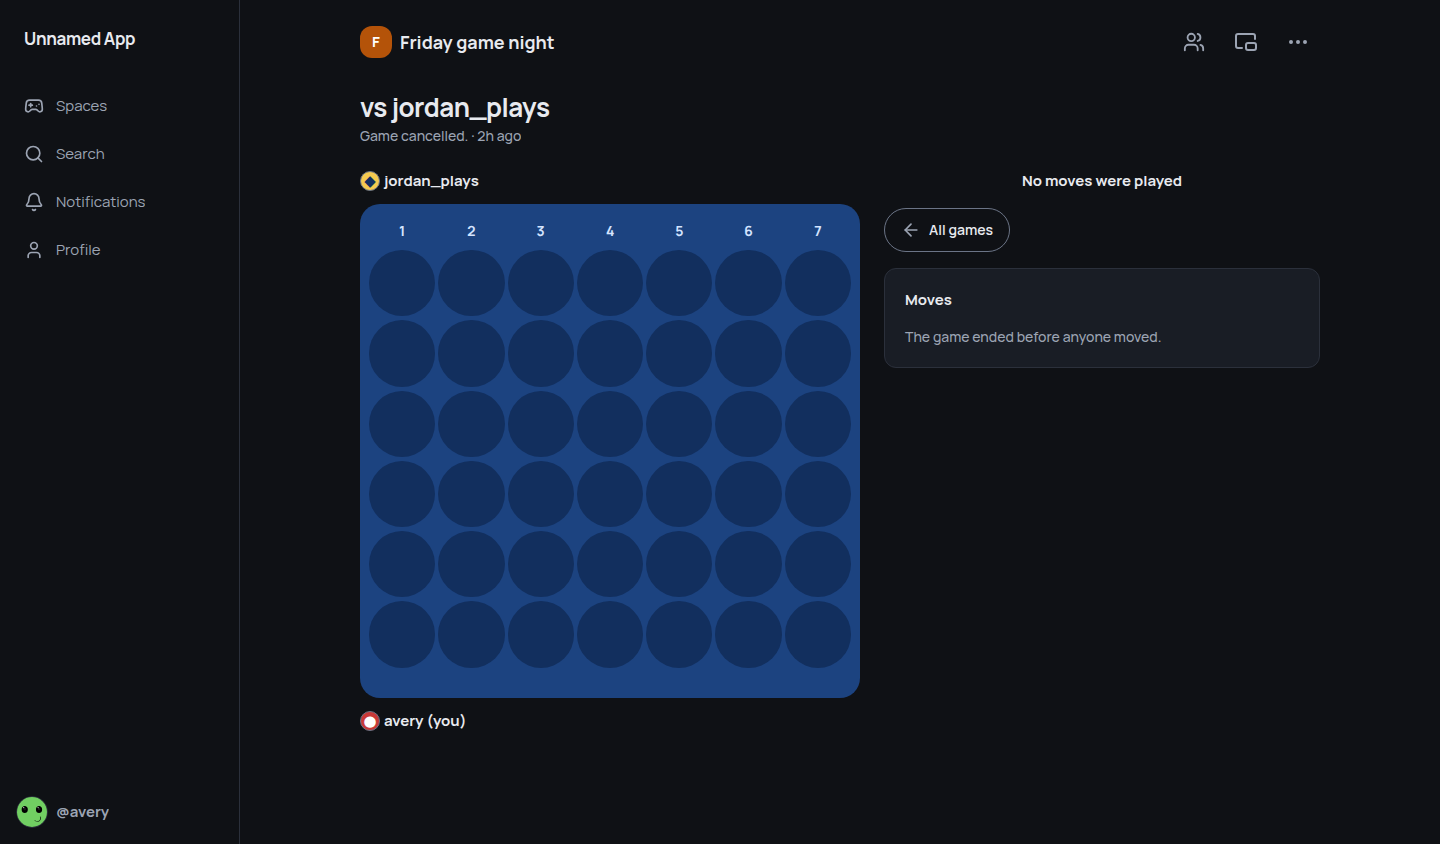 Unnamed App
Spaces
Search
Notifications
Profile
@avery
F Friday game night
vs jordan_plays
Game cancelled. · 2h ago
jordan_plays
1 2 3 4 5 6 7
avery (you)
No moves were played
All games
Moves
The game ended before anyone moved.